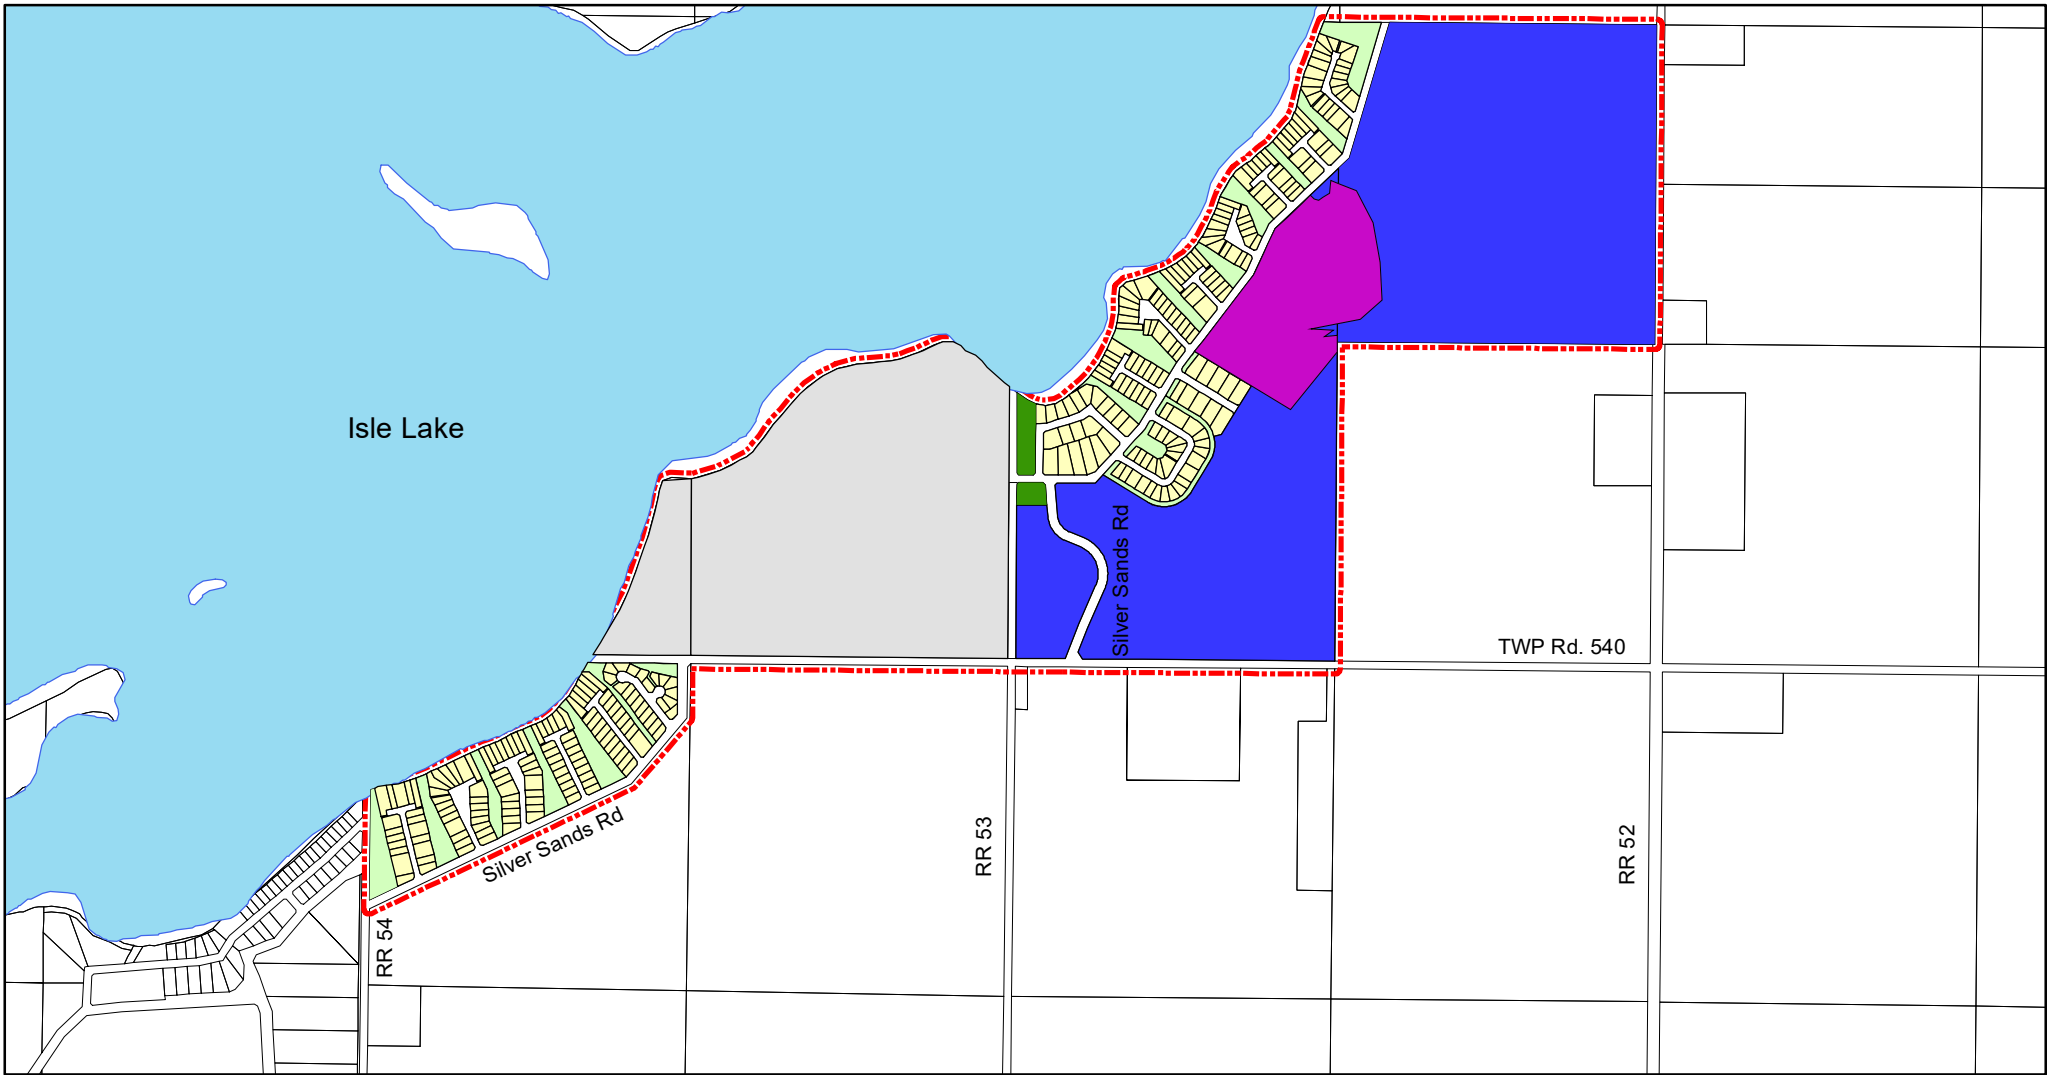 Isle Lake
Silver Sands Rd
TWP Rd. 540
Silver Sands Rd
RR 53
RR 52
RR 54